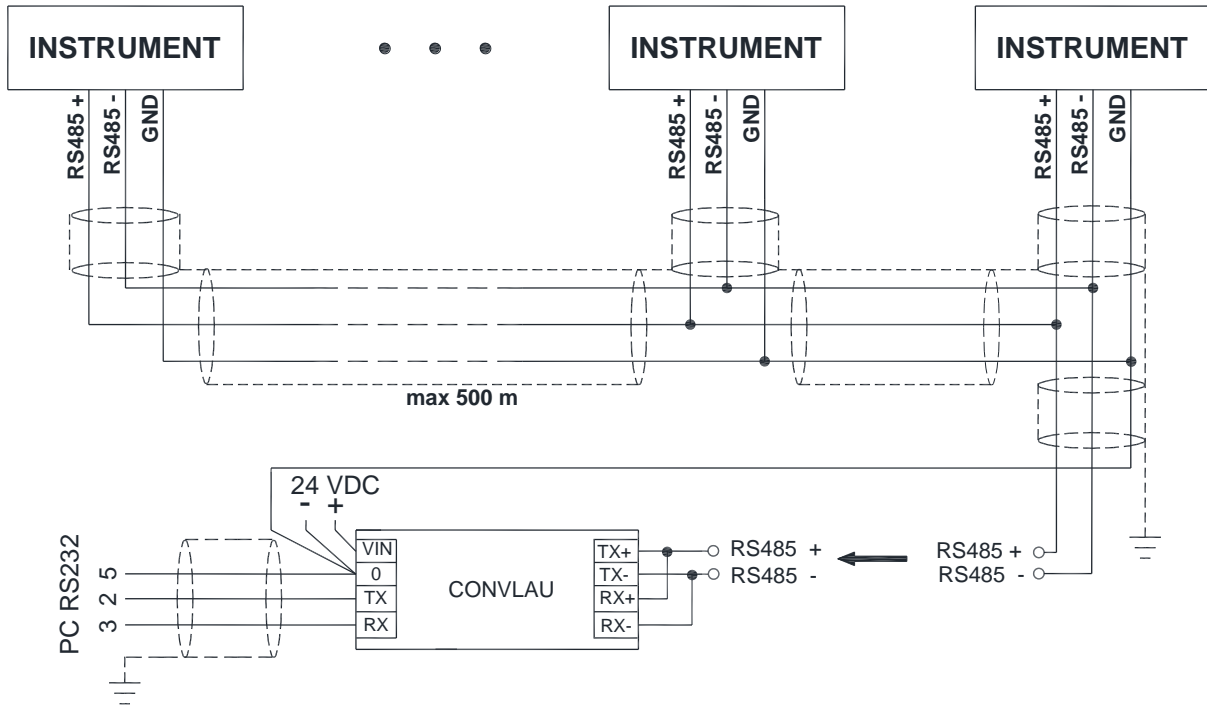 INSTRUMENT
INSTRUMENT
INSTRUMENT
RS485 +
RS485 -
GND
RS485 +
RS485 -
GND
RS485 +
RS485 -
GND
max 500 m
24 VDC
- +
PC RS232
5
2
3
VIN
0
TX
RX
CONVLAU
TX+
TX-
RX+
RX-
RS485 +
RS485 -
RS485 +
RS485 -